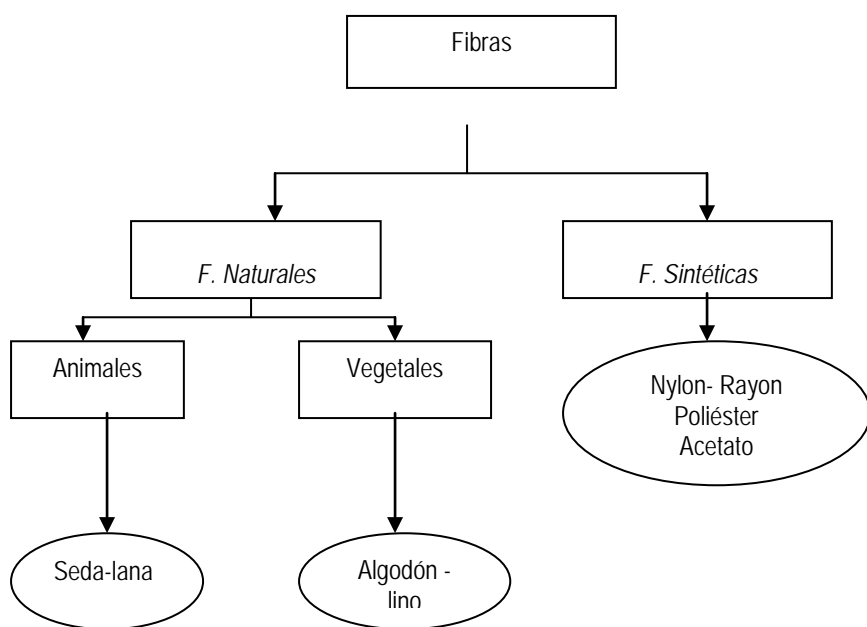 Fibras
F. Naturales
F. Sintéticas
Animales
Vegetales
Nylon- Rayon
Poliéster
Acetato
Seda-lana
Algodón -
lino